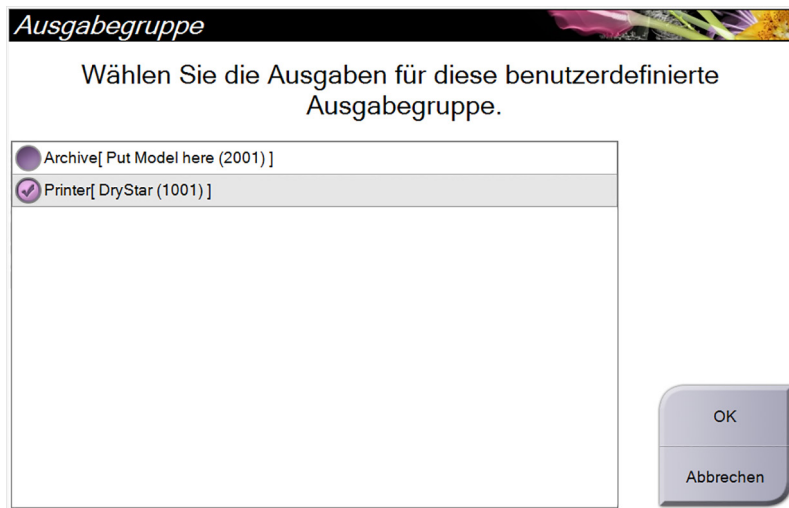 Ausgabegruppe
Wählen Sie die Ausgaben für diese benutzerdefinierte
Ausgabegruppe.
Archive[ Put Model here (2001) ]
Printer[ DryStar (1001) ]
OK
Abbrechen